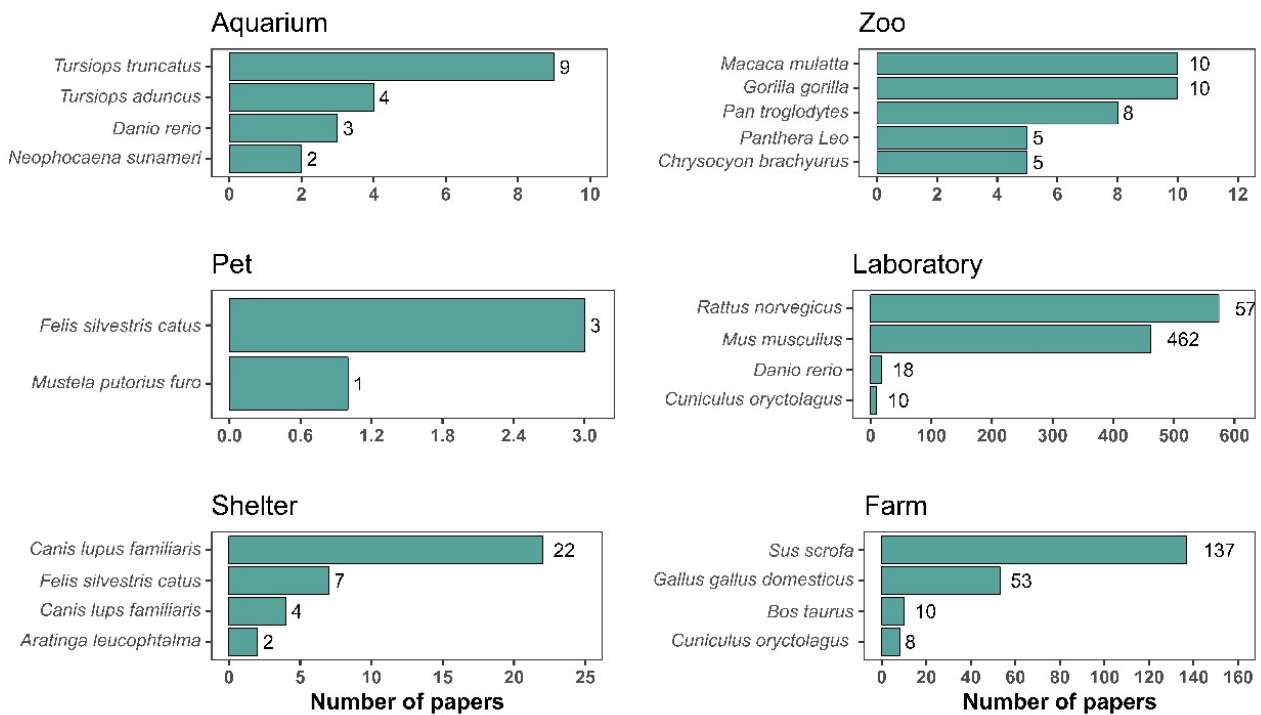 Aquarium
Tursiops truncatus
9
Tursiops aduncus
4
Danio rerio
3
Neophocaena sunameri
2
0 2 4 6 8 10
Zoo
Macaca mulatta
10
Gorilla gorilla
10
Pan troglodytes
8
Panthera Leo
5
Chrysocyon brachyurus
5
0 2 4 6 8 10 12
Pet
Felis silvestris catus
3
Mustela putorius furo
1
0.0 0.6 1.2 1.8 2.4 3.0
Laboratory
Rattus norvegicus
57
Mus muscullus
462
Danio rerio
18
Cuniculus oryctolagus
10
0 100 200 300 400 500 600
Shelter
Canis lupus familiaris
22
Felis silvestris catus
7
Canis lups familiaris
4
Aratinga leucophtalma
2
0 5 10 15 20 25
Number of papers
Farm
Sus scrofa
137
Gallus gallus domesticus
53
Bos taurus
10
Cuniculus oryctolagus
8
0 20 40 60 80 100 120 140 160
Number of papers